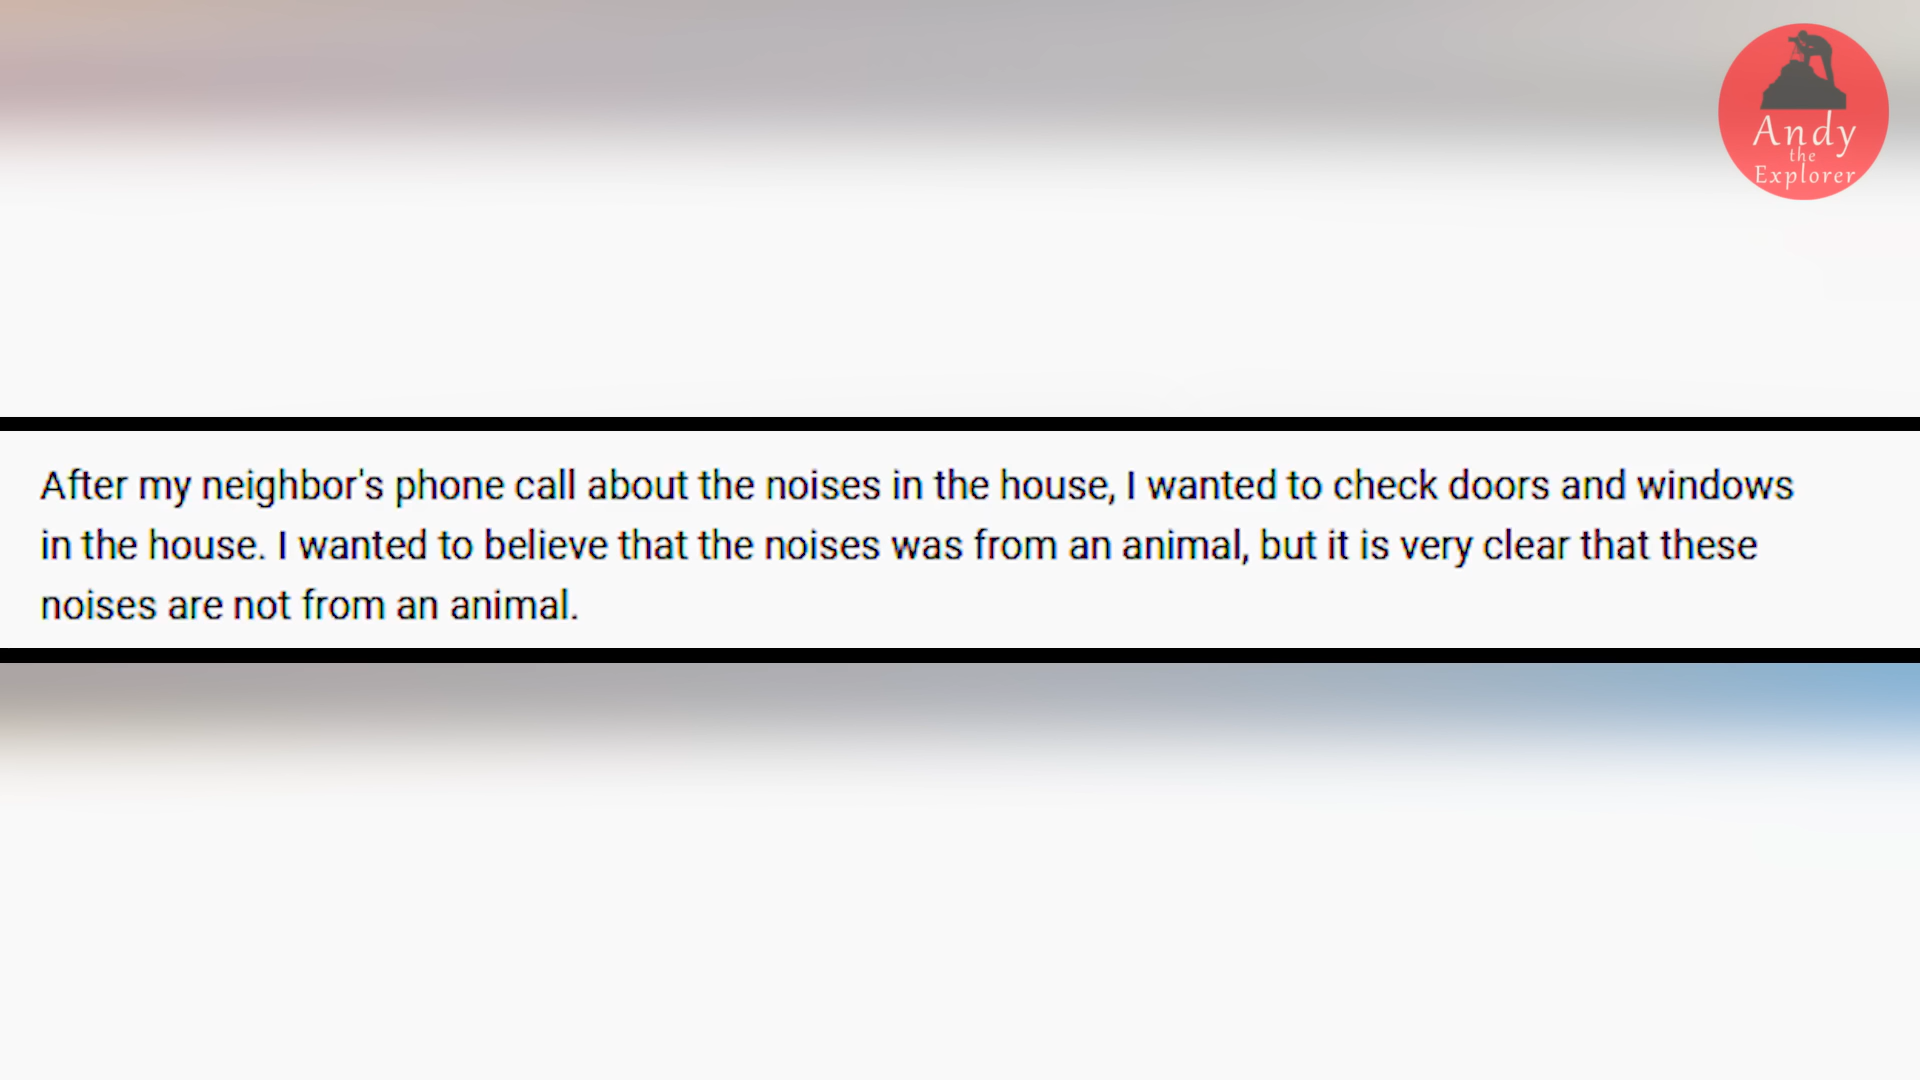 Andy
the
Explorer
After my neighbor's phone call about the noises in the house, I wanted to check doors and windows
in the house. I wanted to believe that the noises was from an animal, but it is very clear that these
noises are not from an animal.